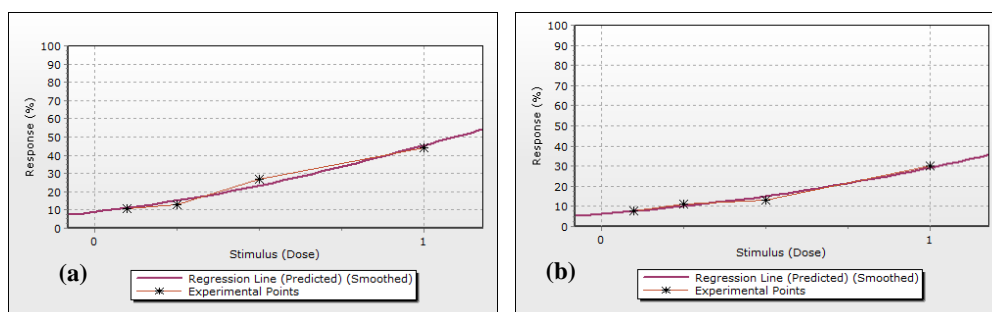 100
90
80
70
60
50
40
30
20
10
0
Response (%)
0 1
Stimulus (Dose)
(a)
Regression Line (Predicted) (Smoothed)
Experimental Points
100
90
80
70
60
50
40
30
20
10
0
Response (%)
0 1
Stimulus (Dose)
(b)
Regression Line (Predicted) (Smoothed)
Experimental Points